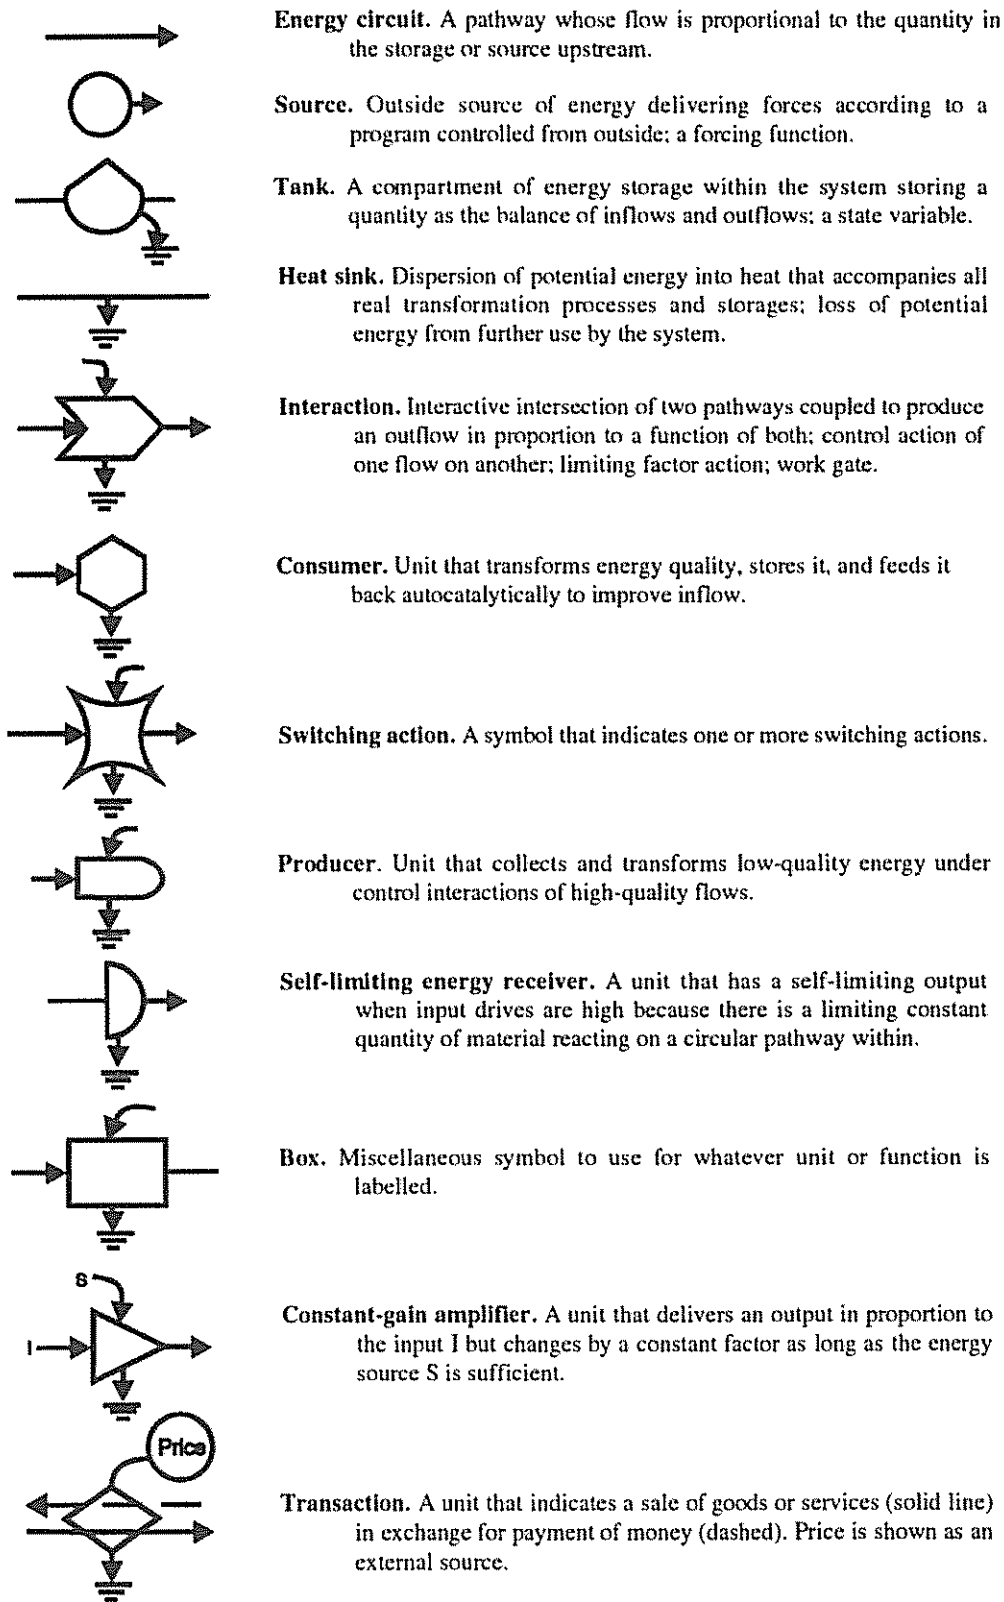 Energy circuit. A pathway whose flow is proportional to the quantity in
the storage or source upstream.
Source. Outside source of energy delivering forces according to a
program controlled from outside; a forcing function.
Tank. A compartment of energy storage within the system storing a
quantity as the balance of inflows and outflows; a state variable.
Heat sink. Dispersion of potential energy into heat that accompanies all
real transformation processes and storages; loss of potential
energy from further use by the system.
Interaction. Interactive intersection of two pathways coupled to produce
an outflow in proportion to a function of both; control action of
one flow on another; limiting factor action; work gate.
Consumer. Unit that transforms energy quality, stores it, and feeds it
back autocatalytically to improve inflow.
Switching action. A symbol that indicates one or more switching actions.
Producer. Unit that collects and transforms low-quality energy under
control interactions of high-quality flows.
Self-limiting energy receiver. A unit that has a self-limiting output
when input drives are high because there is a limiting constant
quantity of material reacting on a circular pathway within.
Box. Miscellaneous symbol to use for whatever unit or function is
labelled.
S
I
Constant-gain amplifier. A unit that delivers an output in proportion to
the input I but changes by a constant factor as long as the energy
source S is sufficient.
Price
Transaction. A unit that indicates a sale of goods or services (solid line)
in exchange for payment of money (dashed). Price is shown as an
external source.